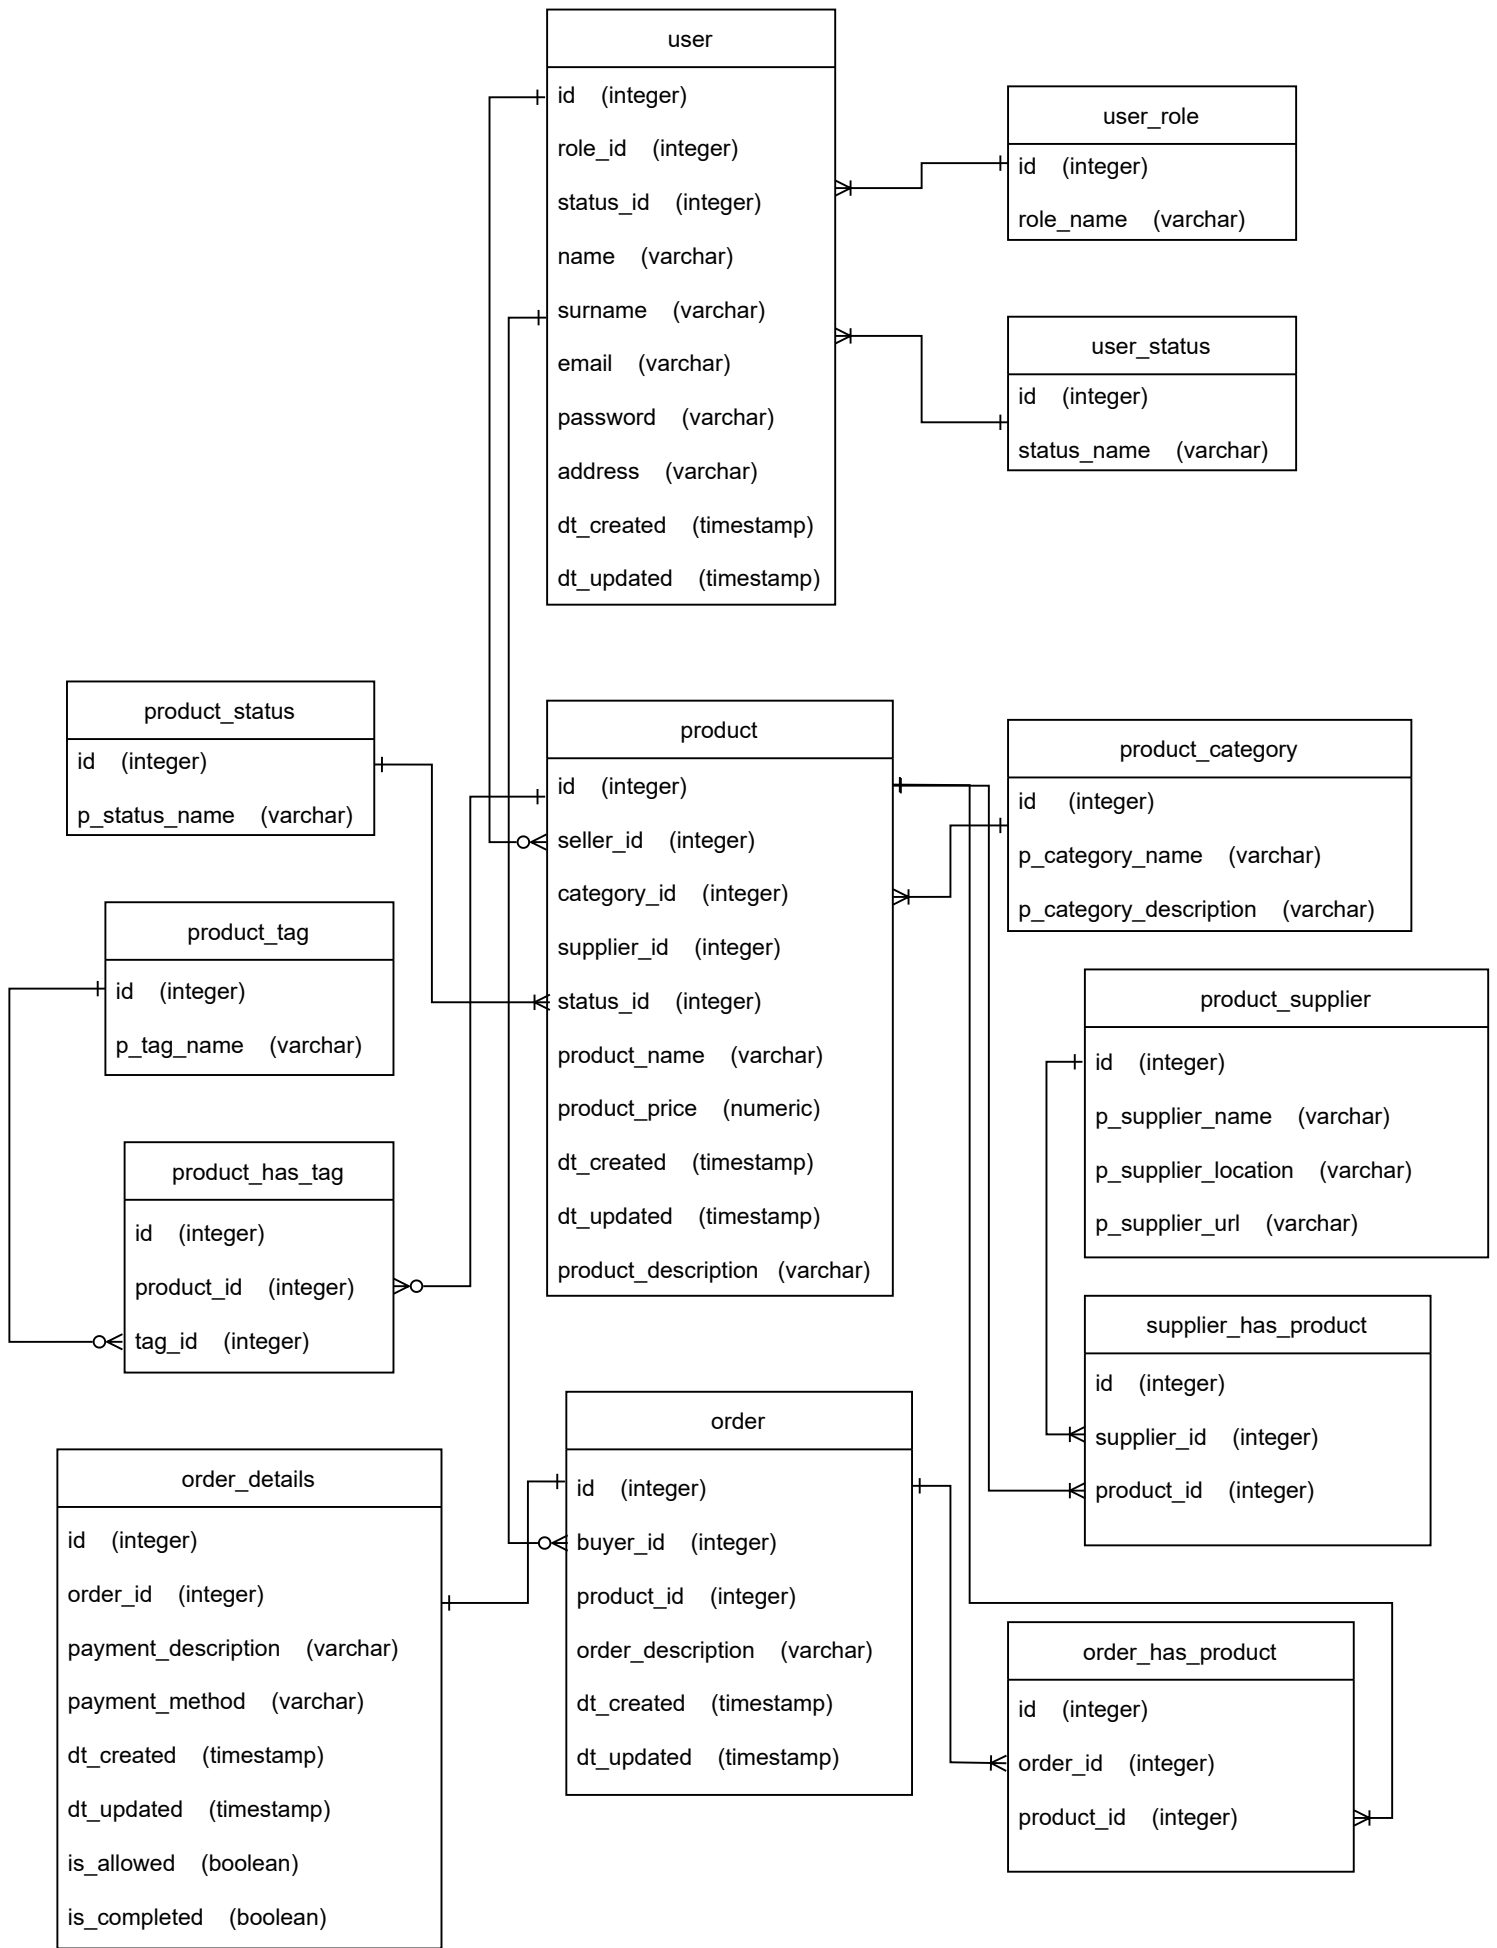 user
id (integer)
role_id (integer)
status_id (integer)
name (varchar)
surname (varchar)
email (varchar)
password (varchar)
address (varchar)
dt_created (timestamp)
dt_updated (timestamp)
user_role
id (integer)
role_name (varchar)
user_status
id (integer)
status_name (varchar)
product_status
id (integer)
p_status_name (varchar)
product
id (integer)
seller_id (integer)
category_id (integer)
supplier_id (integer)
status_id (integer)
product_name (varchar)
product_price (numeric)
dt_created (timestamp)
dt_updated (timestamp)
product_description (varchar)
product_category
id (integer)
p_category_name (varchar)
p_category_description (varchar)
product_tag
id (integer)
p_tag_name (varchar)
product_supplier
id (integer)
p_supplier_name (varchar)
p_supplier_location (varchar)
p_supplier_url (varchar)
product_has_tag
id (integer)
product_id (integer)
tag_id (integer)
supplier_has_product
id (integer)
supplier_id (integer)
product_id (integer)
order_details
id (integer)
order_id (integer)
payment_description (varchar)
payment_method (varchar)
dt_created (timestamp)
dt_updated (timestamp)
is_allowed (boolean)
is_completed (boolean)
order
id (integer)
buyer_id (integer)
product_id (integer)
order_description (varchar)
dt_created (timestamp)
dt_updated (timestamp)
order_has_product
id (integer)
order_id (integer)
product_id (integer)